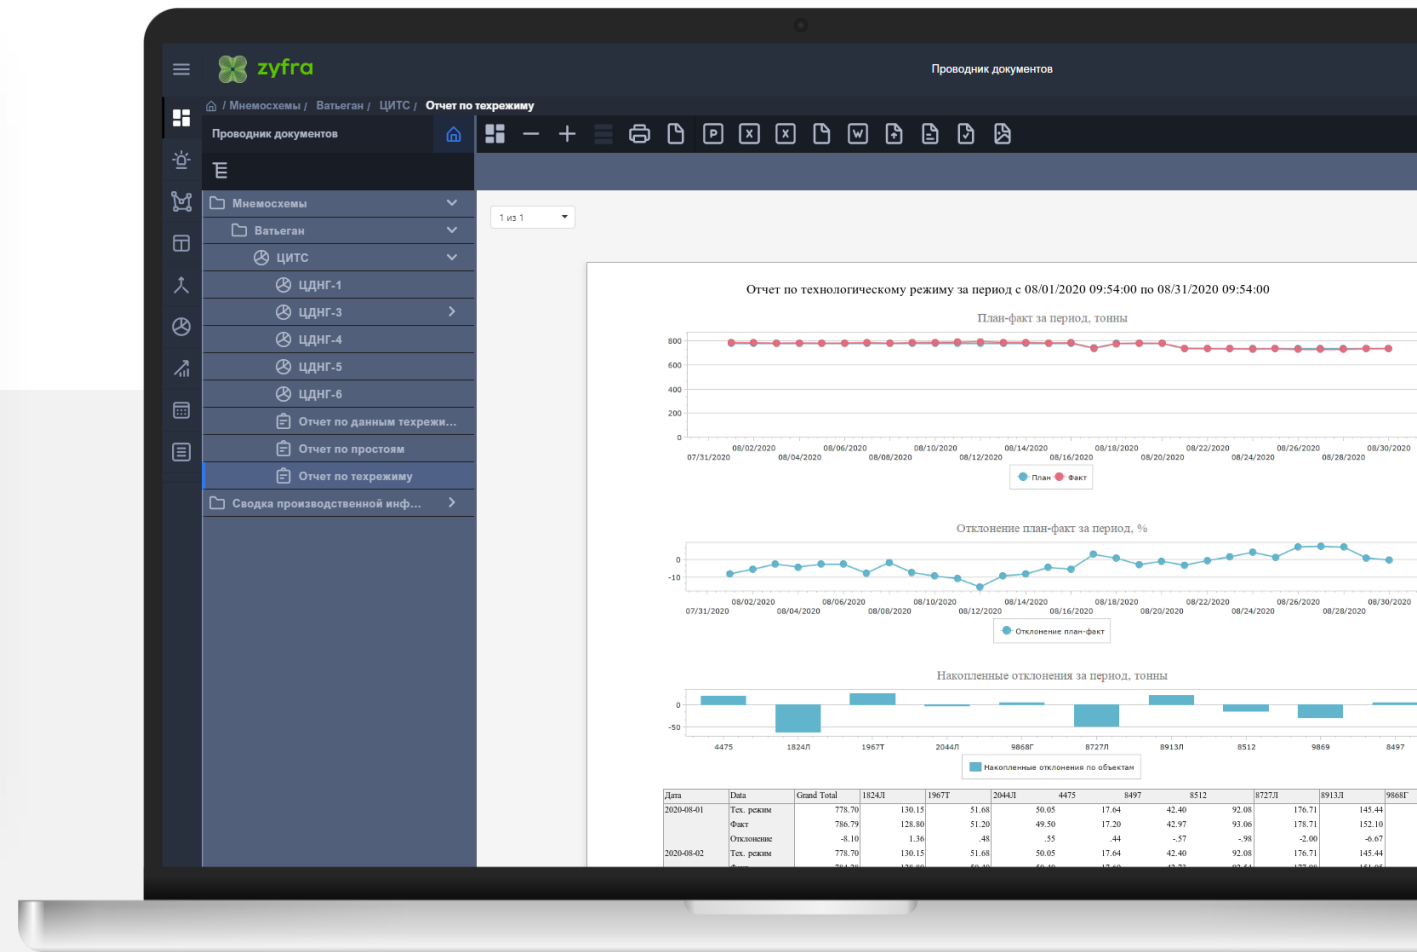 zyfra
Проводник документов
/ Мнемосхемы / Ватьеган / ЦИТС / Отчет по техрежиму
Проводник документов
P X X W
Мнемосхемы
Ватьеган
ЦИТС
ЦДНГ-1
ЦДНГ-3
ЦДНГ-4
ЦДНГ-5
ЦДНГ-6
Отчет по данным техрежи...
Отчет по простоям
Отчет по техрежиму
Сводка производственной инф...
1 из 1
Отчет по технологическому режиму за период с 08/01/2020 09:54:00 по 08/31/2020 09:54:00
План-факт за период, тонны
800
600
400
200
0
08/02/2020 08/06/2020 08/10/2020 08/14/2020 08/18/2020 08/22/2020 08/26/2020 08/30/2020
07/31/2020 08/04/2020 08/08/2020 08/12/2020 08/16/2020 08/20/2020 08/24/2020 08/28/2020
План Факт
Отклонение план-факт за период, %
0
-10
08/02/2020 08/06/2020 08/10/2020 08/14/2020 08/18/2020 08/22/2020 08/26/2020 08/30/2020
07/31/2020 08/04/2020 08/08/2020 08/12/2020 08/16/2020 08/20/2020 08/24/2020 08/28/2020
Отклонение план-факт
Накопленные отклонения за период, тонны
0
-50
4475 1824Л 1967Т 2044Л 9868Г 8727Л 8913Л 8512 9869 8497
Накопленные отклонения по объектам
Дата Data Grand Total 1824Л 1967Т 2044Л 4475 8497 8512 8727Л 8913Л 9868Г
2020-08-01 Тех. режим 778.70 130.15 51.68 50.05 17.64 42.40 92.08 176.71 145.44
Факт 786.79 128.80 51.20 49.50 17.20 42.97 93.06 178.71 152.10
Отклонение -8.10 1.36 .48 .55 .44 -.57 -.98 -2.00 -6.67
2020-08-02 Тех. режим 778.70 130.15 51.68 50.05 17.64 42.40 92.08 176.71 145.44